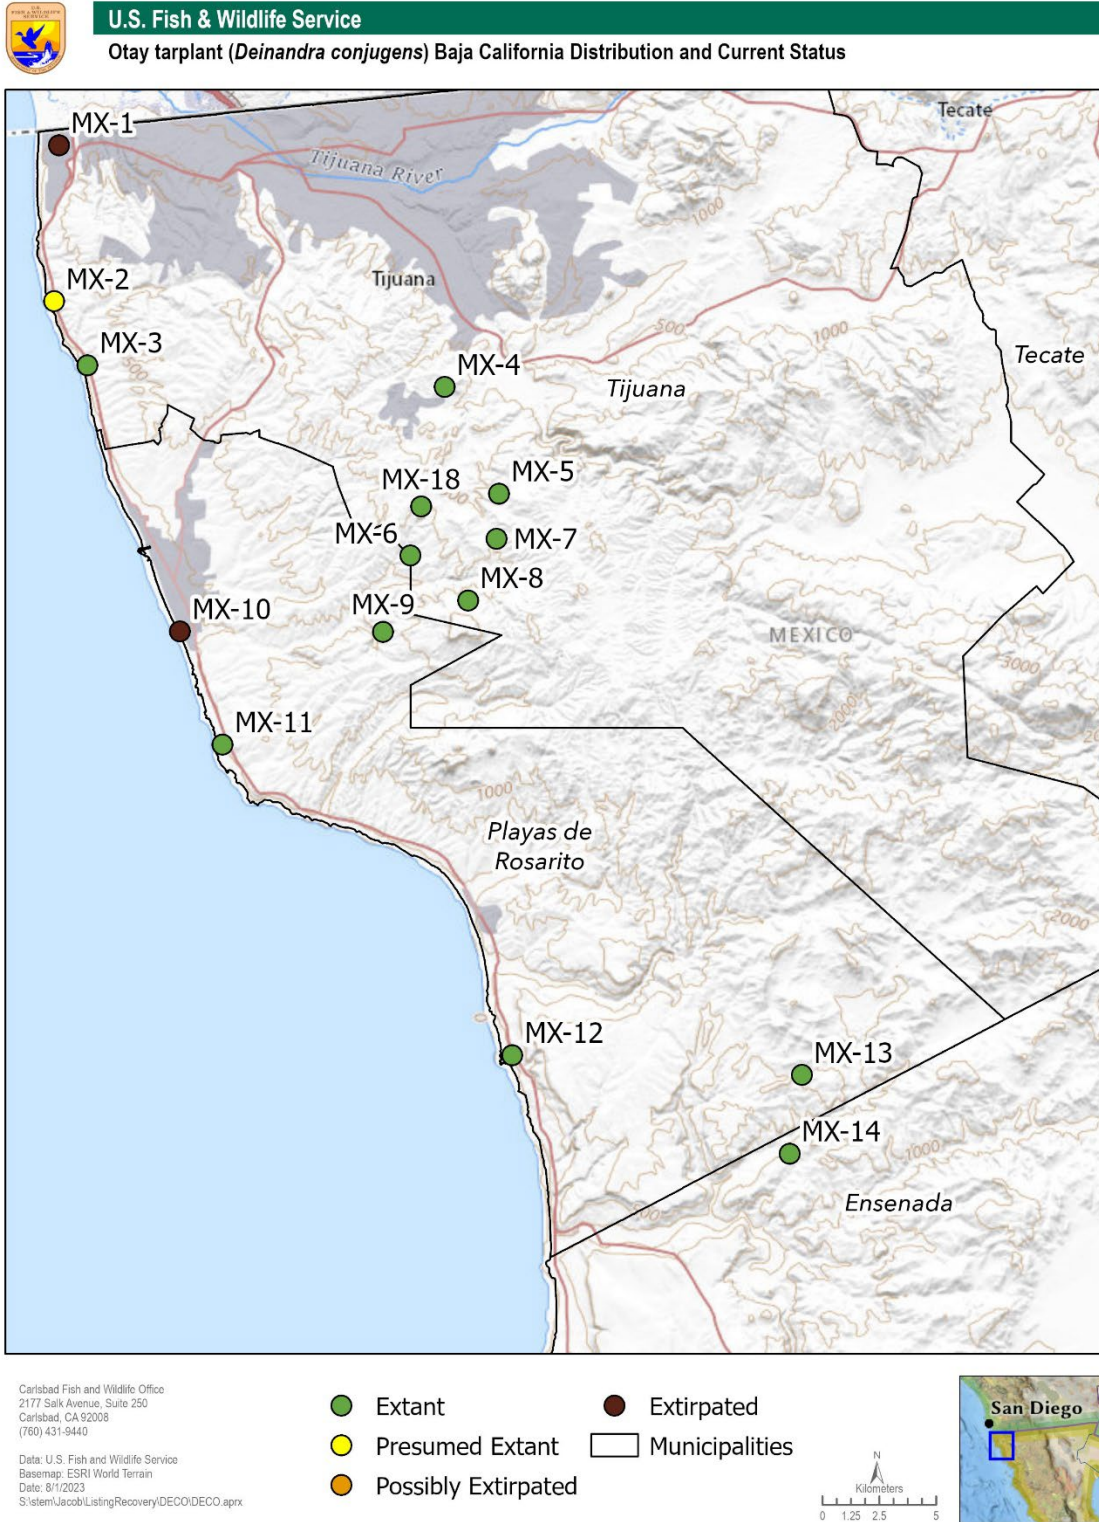 U.S.
FISH & WILDLIFE
SERVICE
U.S. Fish & Wildlife Service
Otay tarplant (Deinandra conjugens) Baja California Distribution and Current Status
MX-1
Tecate
Tijuana River
1000
MX-2
Tijuana
MX-3
500
500
1000
MX-4
Tijuana
Tecate
MX-18
MX-5
MX-6
MX-7
MX-8
MX-9
MX-10
MEXICO
3000
2000
MX-11
1000
Playas de
Rosarito
2000
MX-12
MX-13
MX-14
1000
Ensenada
Carlsbad Fish and Wildlife Office
2177 Salk Avenue, Suite 250
Carlsbad, CA 92008
(760) 431-9440
Data: U.S. Fish and Wildlife Service
Basemap: ESRI World Terrain
Date: 8/1/2023
S:\stem\Jacob\ListingRecovery\DECO\DECO.aprx
Extant
Presumed Extant
Possibly Extirpated
Extirpated
Municipalities
N
Kilometers
0 1.25 2.5 5
San Diego